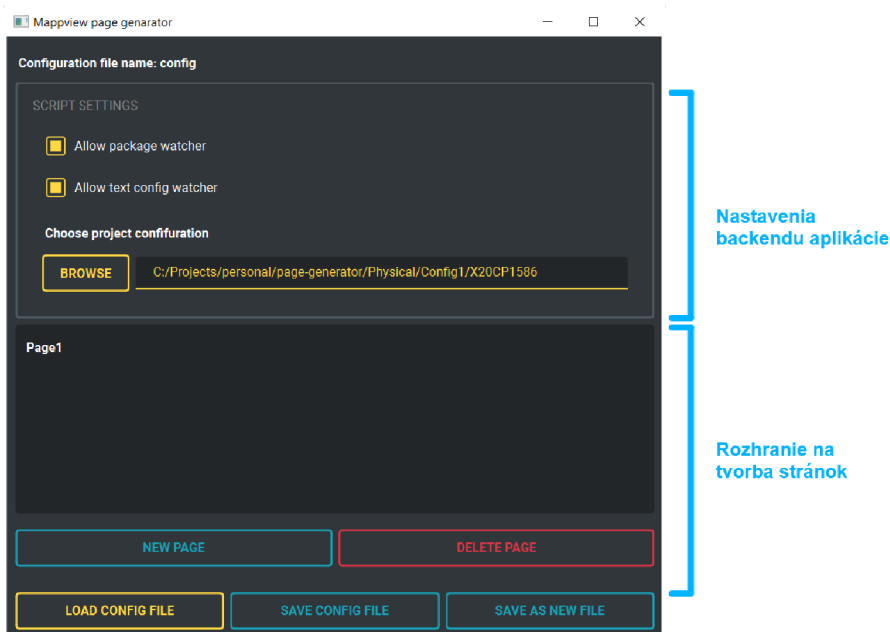 Mappview page genarator
Configuration file name: config
SCRIPT SETTINGS
Allow package watcher
Allow text config watcher
Choose project confifuration
BROWSE C:/Projects/personal/page-generator/Physical/Config1/X20CP1586
Nastavenia
backendu aplikácie
Page1
Rozhranie na
tvorba stránok
NEW PAGE DELETE PAGE
LOAD CONFIG FILE SAVE CONFIG FILE SAVE AS NEW FILE